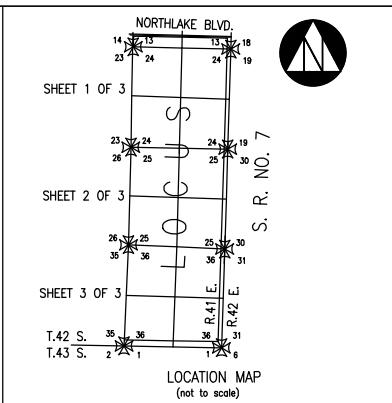 NORTHLAKE BLVD.
14 13 13 18
23 24 24 19
SHEET 1 OF 3
23 24 24 19
26 25 25 30
SHEET 2 OF 3
LOCUS
S. R. NO. 7
26 25 25 30
35 36 36 31
SHEET 3 OF 3
R.41 E.
R.42 E.
T.42 S. 35 36 36 31
T.43 S. 2 1 1 6
LOCATION MAP
(not to scale)
N